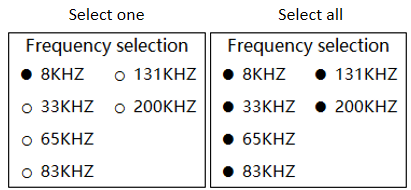 Select one
Frequency selection
8KHZ 131KHZ
33KHZ 200KHZ
65KHZ
83KHZ
Select all
Frequency selection
8KHZ 131KHZ
33KHZ 200KHZ
65KHZ
83KHZ